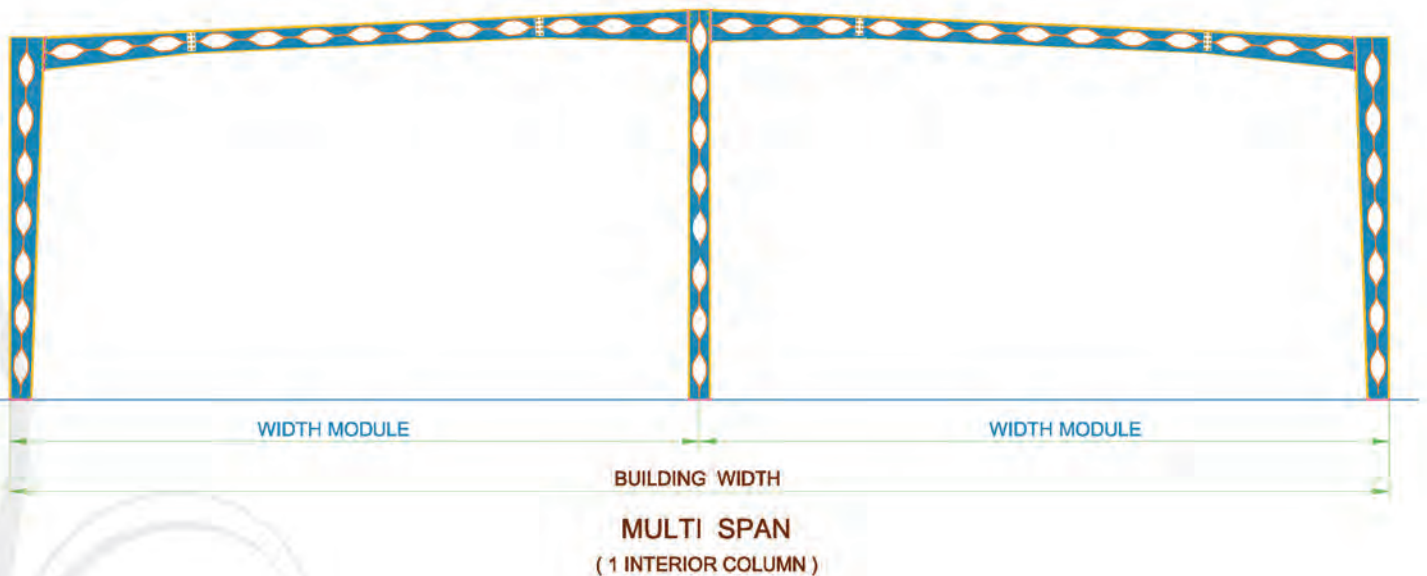 WIDTH MODULE WIDTH MODULE
BUILDING WIDTH
MULTI SPAN
( 1 INTERIOR COLUMN )